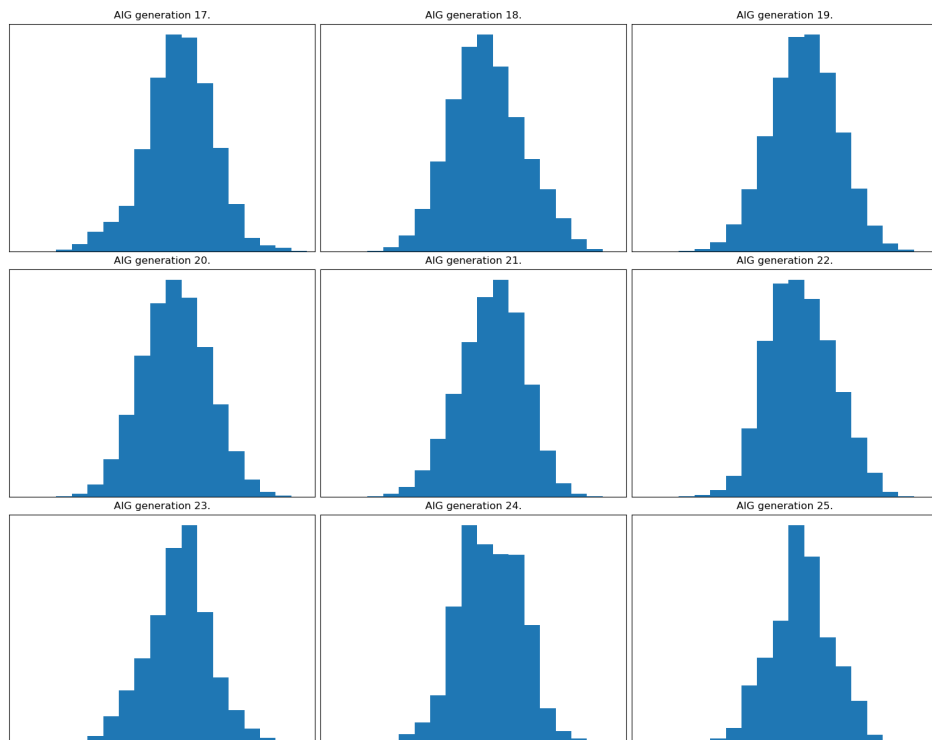 AIG generation 17.
AIG generation 18.
AIG generation 19.
AIG generation 20.
AIG generation 21.
AIG generation 22.
AIG generation 23.
AIG generation 24.
AIG generation 25.